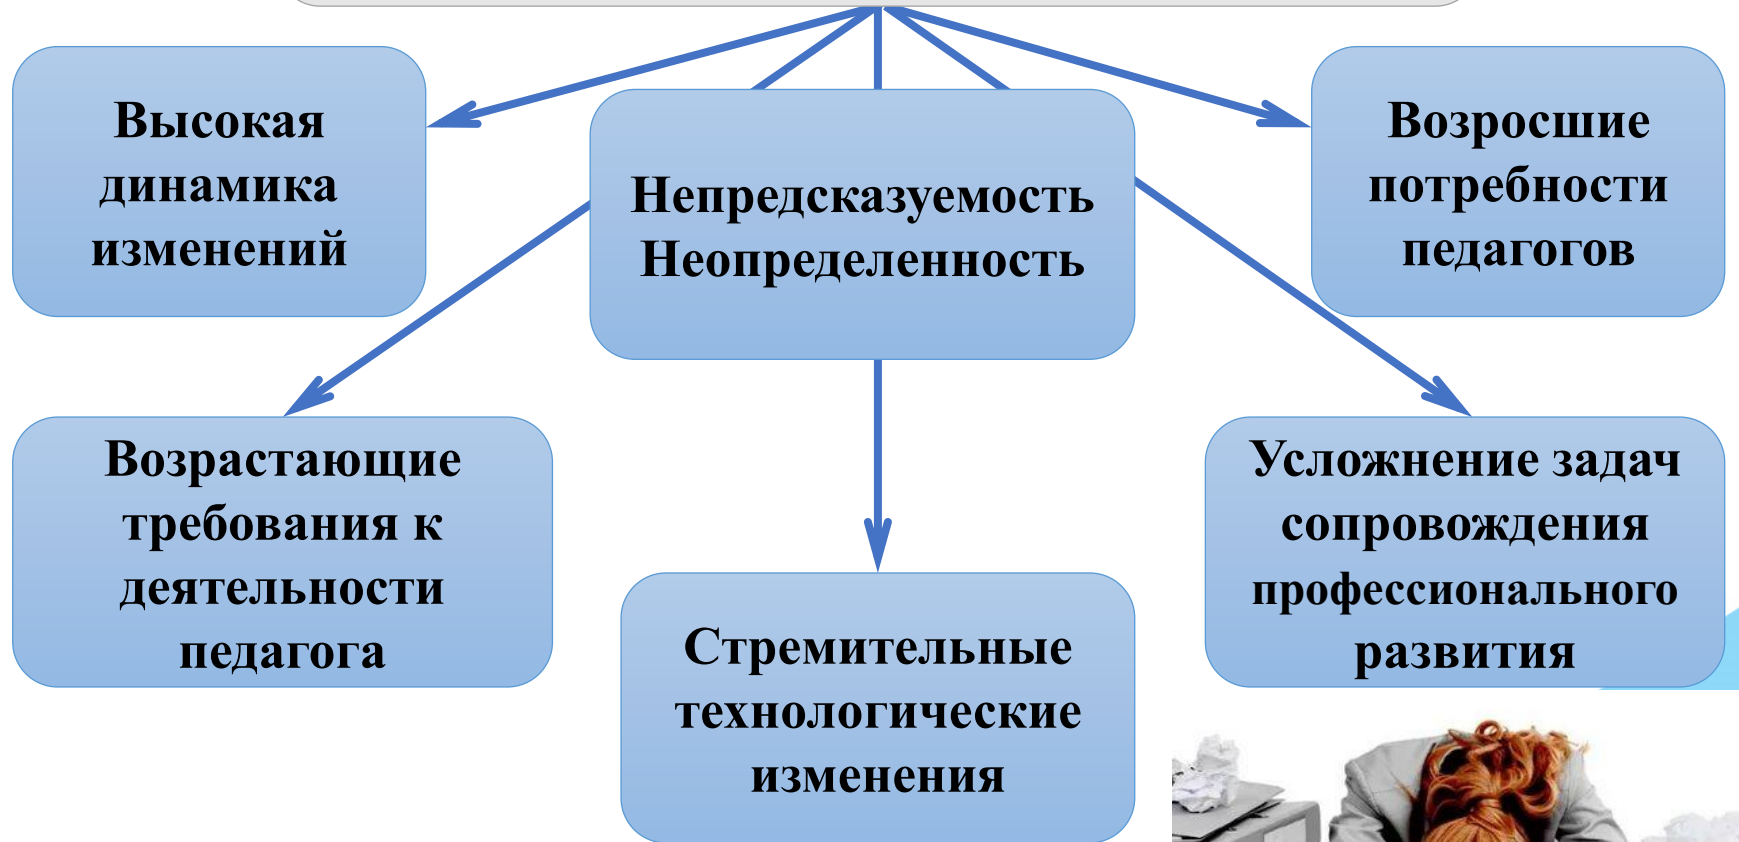 Высокая
динамика
изменений
Непредсказуемость
Неопределенность
Возросшие
потребности
педагогов
Возрастающие
требования к
деятельности
педагога
Стремительные
технологические
изменения
Усложнение задач
сопровождения
профессионального
развития